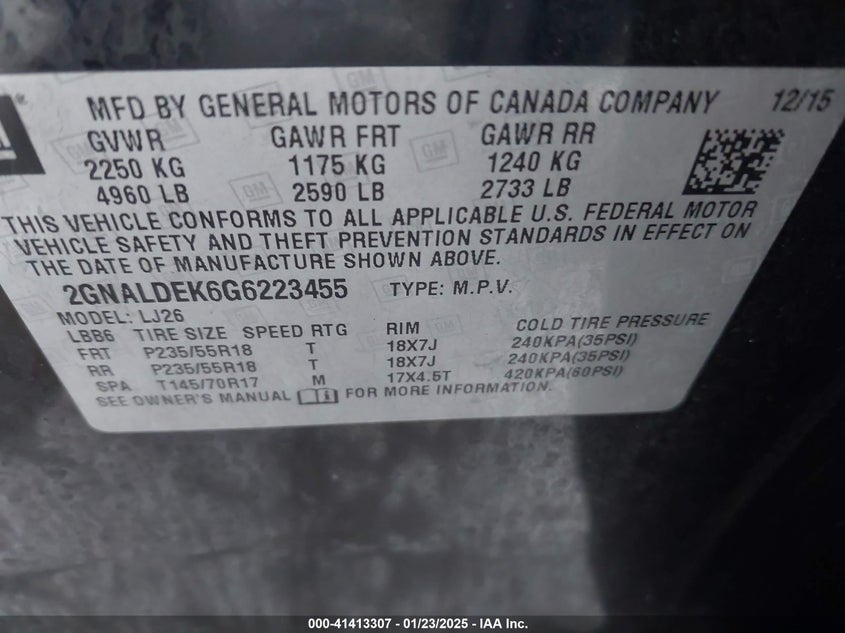 GM ®
MFD BY GENERAL MOTORS OF CANADA COMPANY 12/15
GVWR GAWR FRT GAWR RR
2250 KG 1175 KG 1240 KG
4960 LB 2590 LB 2733 LB
THIS VEHICLE CONFORMS TO ALL APPLICABLE U.S. FEDERAL MOTOR
VEHICLE SAFETY AND THEFT PREVENTION STANDARDS IN EFFECT ON
THE DATE OF MANUFACTURE SHOWN ABOVE.
2GNALDEK6G6223455 TYPE: M.P.V.
MODEL: LJ26
LBB6 TIRE SIZE SPEED RTG RIM COLD TIRE PRESSURE
FRT P235/55R18 T 18X7J 240KPA(35PSI)
RR P235/55R18 T 18X7J 240KPA(35PSI)
SPA T145/70R17 M 17X4.5T 420KPA(60PSI)
SEE OWNER'S MANUAL FOR MORE INFORMATION.
000-41413307 - 01/23/2025 - IAA Inc.